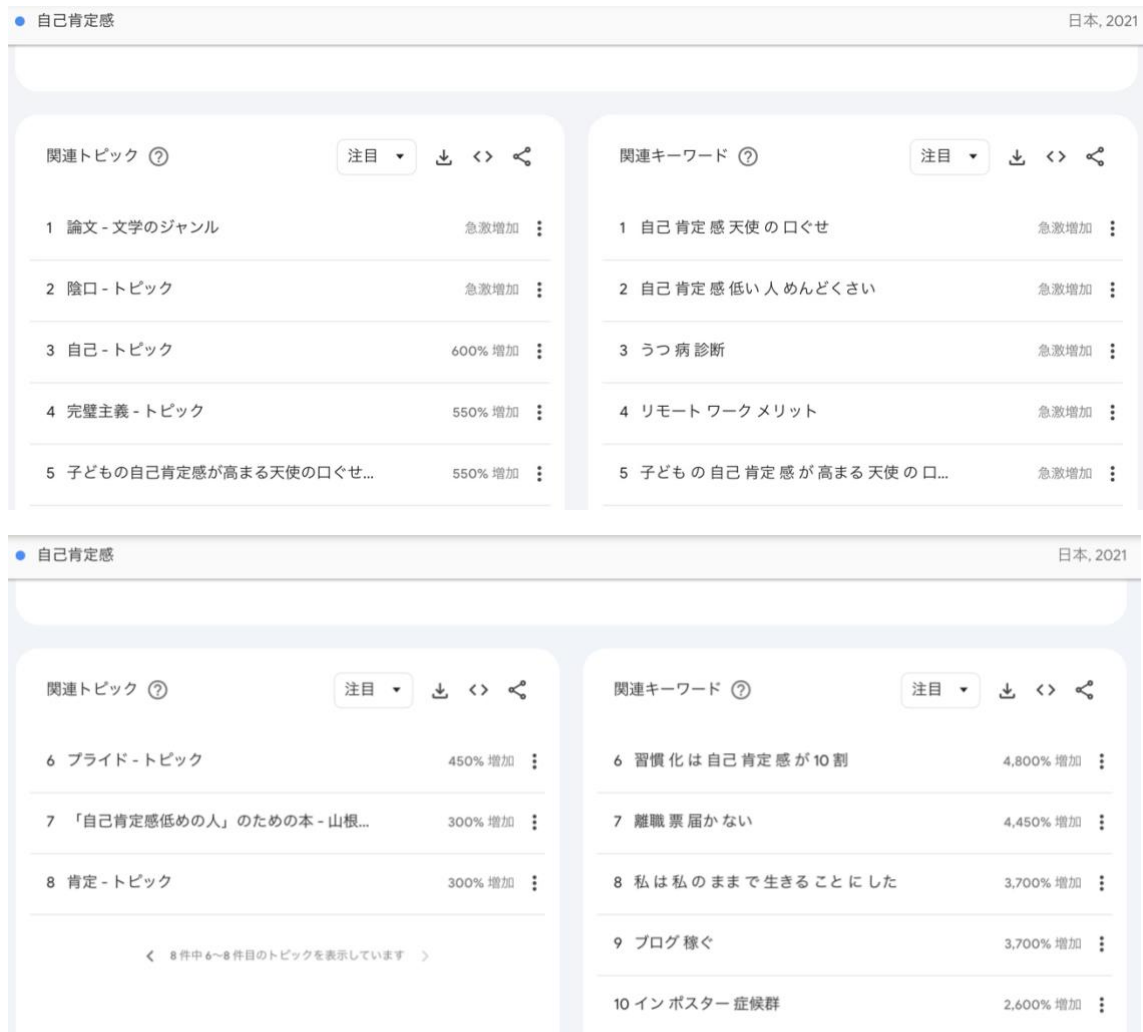 自己肯定感 日本, 2021
関連トピック ? 注目
1 論文 - 文学のジャンル 急激増加
2 陰口 - トピック 急激増加
3 自己 - トピック 600% 増加
4 完璧主義 - トピック 550% 増加
5 子どもの自己肯定感が高まる天使の口ぐせ... 550% 増加
関連キーワード ? 注目
1 自己 肯定 感 天使 の 口ぐせ 急激増加
2 自己 肯定 感 低い 人 めんどくさい 急激増加
3 うつ 病 診断 急激増加
4 リモート ワーク メリット 急激増加
5 子ども の 自己 肯定 感 が 高まる 天使 の 口... 急激増加
自己肯定感 日本, 2021
関連トピック ? 注目
6 プライド - トピック 450% 増加
7 「自己肯定感低めの人」のための本 - 山根... 300% 増加
8 肯定 - トピック 300% 増加
8 件中 6~8 件目のトピックを表示しています
関連キーワード ? 注目
6 習慣 化 は 自己 肯定 感 が 10 割 4,800% 増加
7 離職 票 届か ない 4,450% 増加
8 私 は 私 の まま で 生きる こと に した 3,700% 増加
9 ブログ 稼ぐ 3,700% 増加
10 イン ポスター 症候群 2,600% 増加